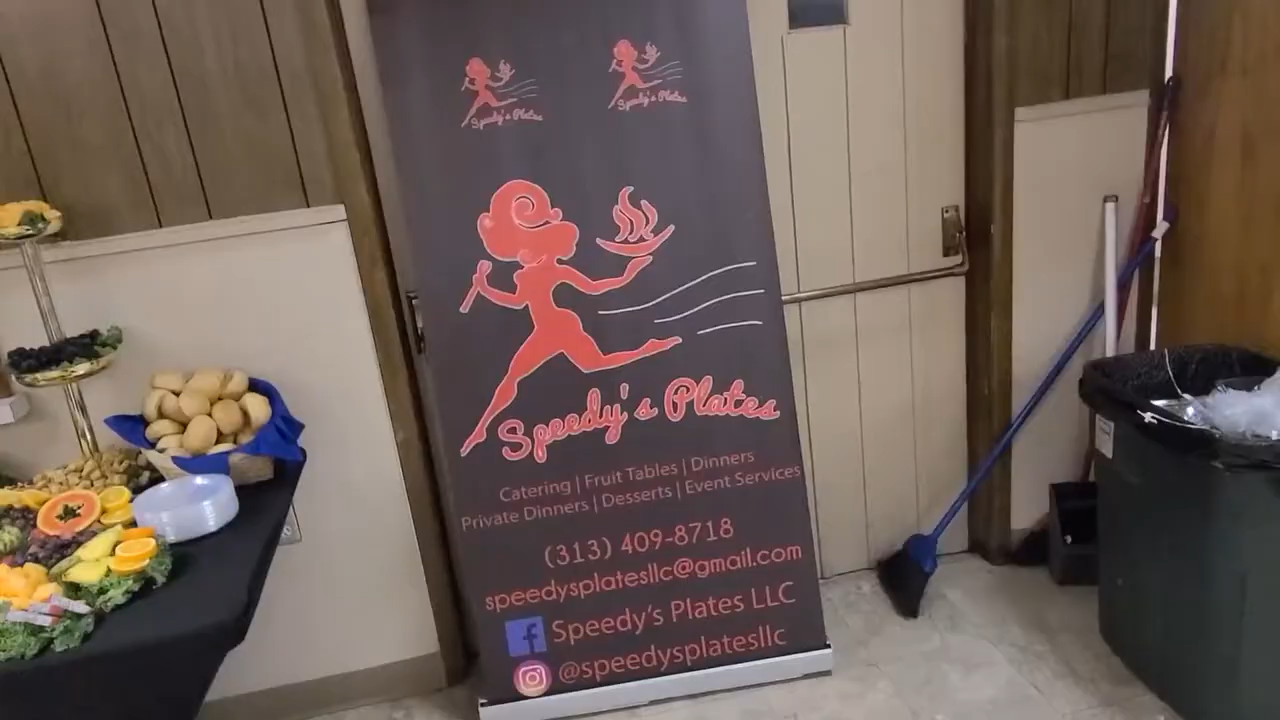 Speedy's Plates
Speedy's Plates
Speedy's Plates
Catering | Fruit Tables | Dinners
Private Dinners | Desserts | Event Services
(313) 409-8718
speedysplatesllc@gmail.com
f Speedy's Plates LLC
@speedysplatesllc